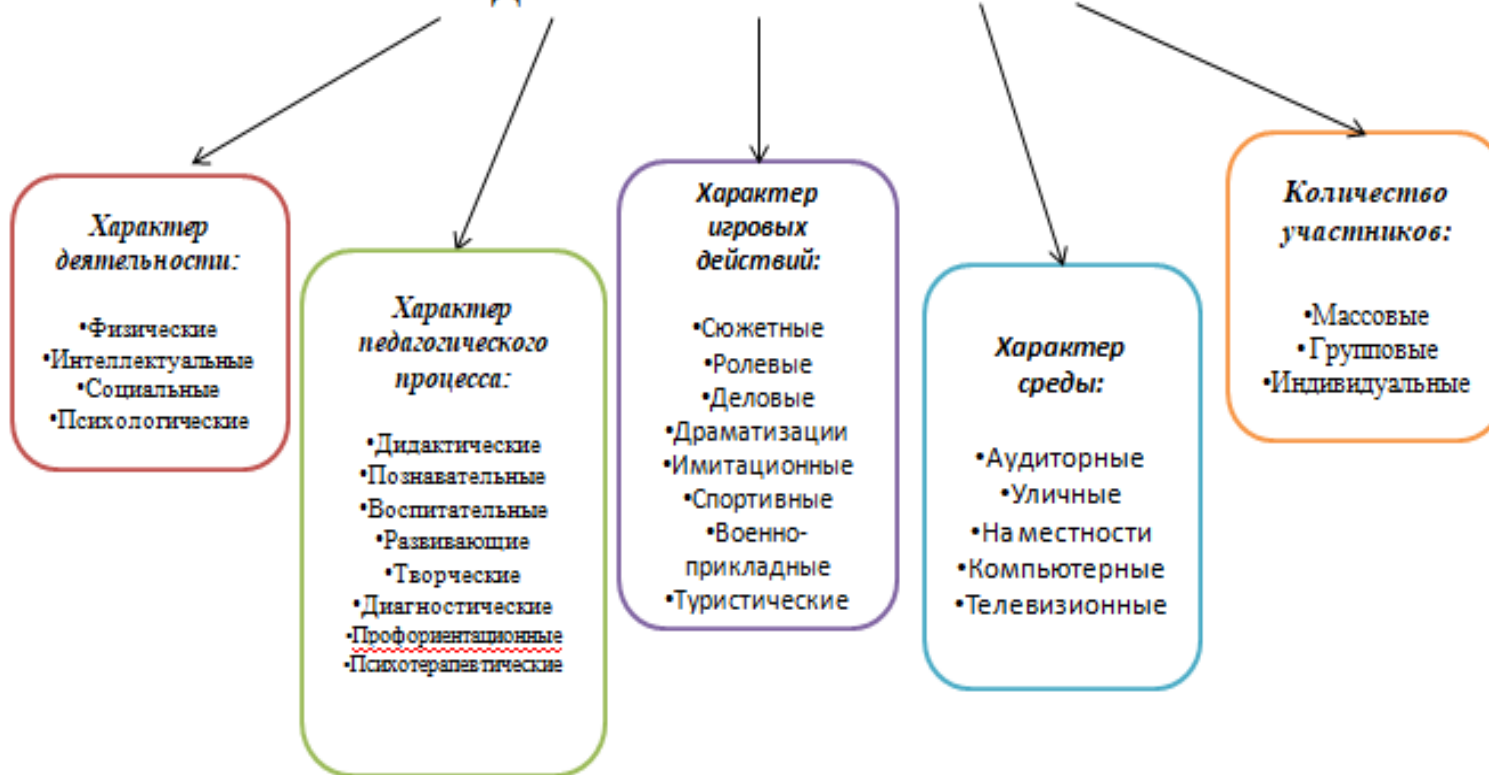 Характер
деятельности:
•Физические
•Интеллектуальные
•Социальные
•Психологические
Характер
педагогического
процесса:
•Дидактические
•Познавательные
•Воспитательные
•Развивающие
•Творческие
•Диагностические
•Профориентационные
•Психотерапевтические
Характер
игровых
действий:
•Сюжетные
•Ролевые
•Деловые
•Драматизации
•Имитационные
•Спортивные
•Военно-
прикладные
•Туристические
Характер
среды:
•Аудиторные
•Уличные
•На местности
•Компьютерные
•Телевизионные
Количество
участников:
•Массовые
•Групповые
•Индивидуальные